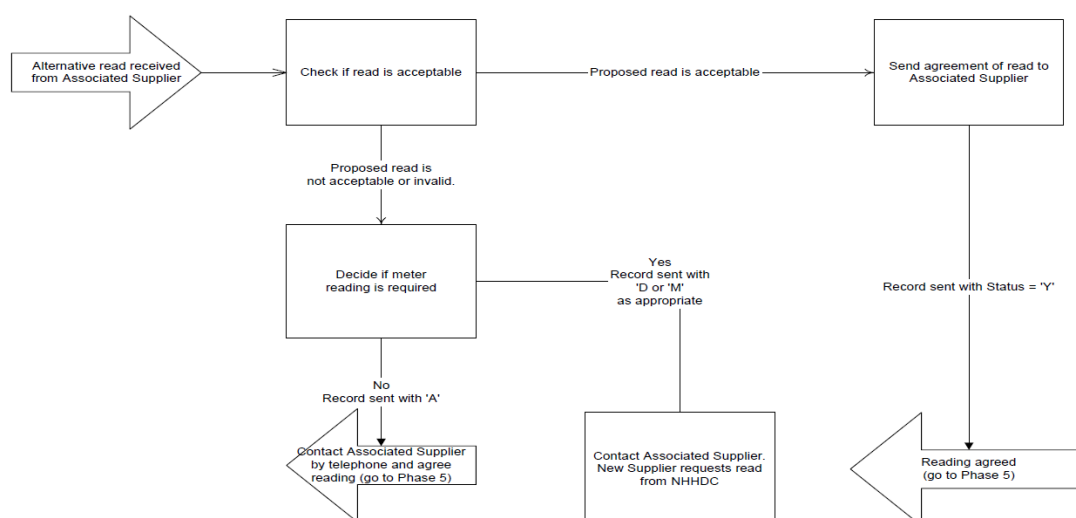 Alternative read received
from Associated Supplier
Check if read is acceptable
Proposed read is acceptable
Send agreement of read to
Associated Supplier
Proposed read is
not acceptable or invalid.
Decide if meter
reading is required
Yes
Record sent with
'D or 'M'
as appropriate
Record sent with Status = 'Y'
No
Record sent with 'A'
Contact Associated Supplier
by telephone and agree
reading (go to Phase 5)
Contact Associated Supplier.
New Supplier requests read
from NHHDC
Reading agreed
(go to Phase 5)